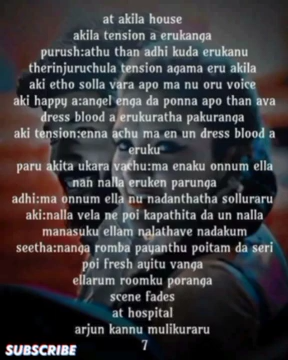 at akila house
akila tension a erukanga
purush:athu than adhi kuda erukanu
therinjuruchula tension agama eru akila
aki etho solla vara apo ma nu oru voice
aki happy a:angel enga da ponna apo than ava
dress blood a erukuratha pakuranga
aki tension:enna achu ma en un dress blood a
eruku
paru akita ukara vachu:ma enaku onnum ella
nan nalla eruken parunga
adhi:ma onnum ella nu nadanthatha solluraru
aki:nalla vela ne poi kapathita da un nalla
manasuku ellam nalathave nadakum
seetha:nanga romba payanthu poitam da seri
poi fresh ayitu vanga
ellarum roomku poranga
scene fades
at hospital
arjun kannu mulikuraru
7
SUBSCRIBE